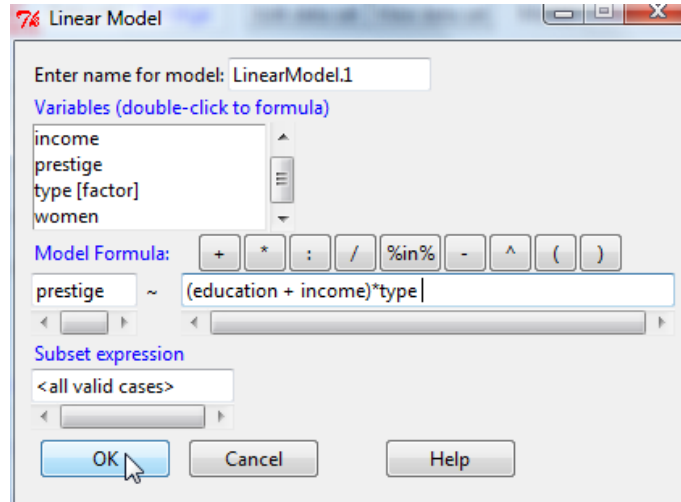 Linear Model
Enter name for model: LinearModel.1
Variables (double-click to formula)
income
prestige
type [factor]
women
Model Formula: + * : / %in% - ^ ( )
prestige ~ (education + income)*type
Subset expression
<all valid cases>
OK Cancel Help